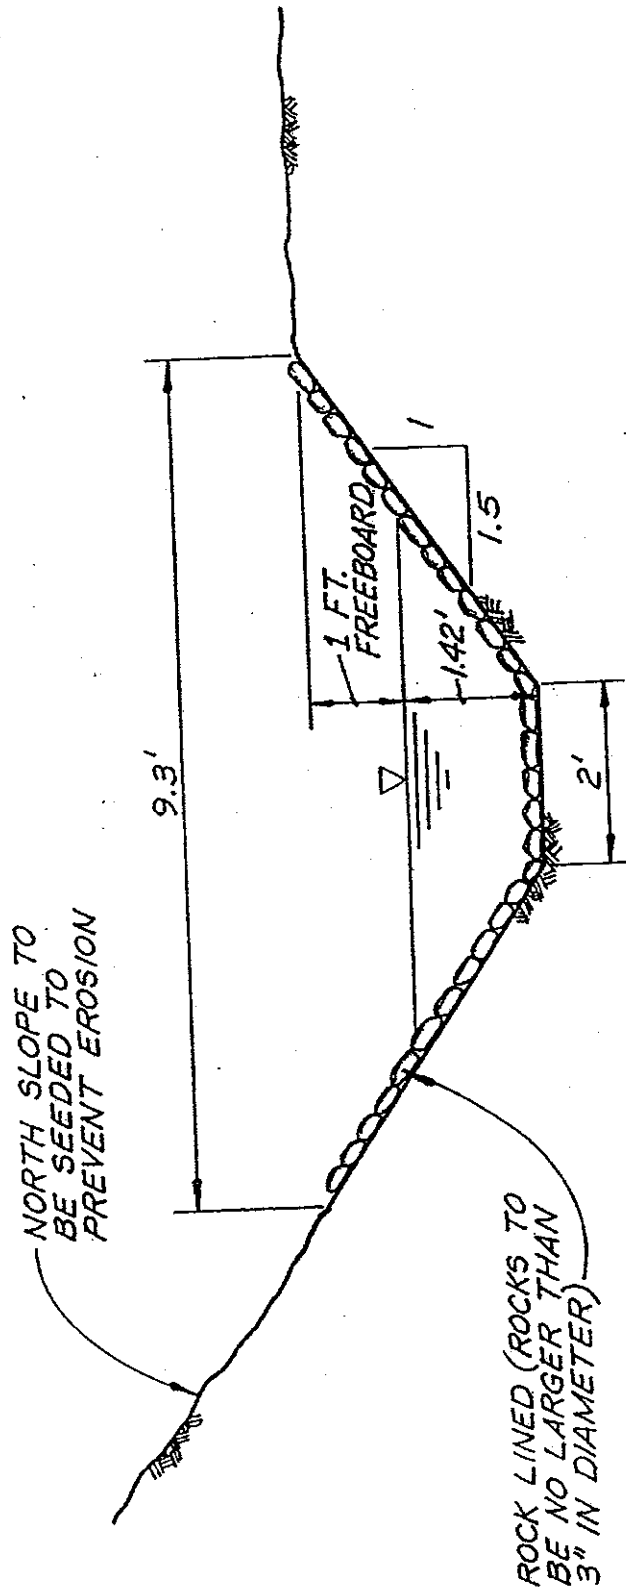 NORTH SLOPE TO
BE SEEDED TO
PREVENT EROSION
9.3'
1 FT.
FREEBOARD
1.42'
1
1.5
2'
ROCK LINED (ROCKS TO
BE NO LARGER THAN
3" IN DIAMETER)